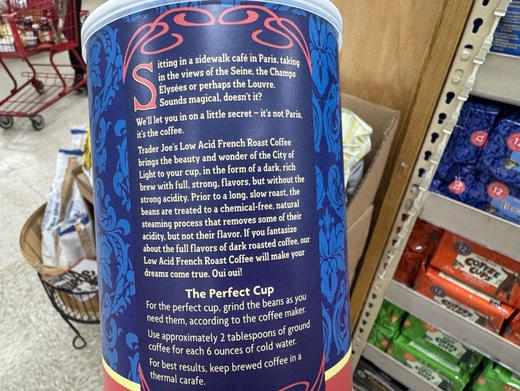 Sitting in a sidewalk café in Paris, taking
in the views of the Seine, the Champs
Elysées or perhaps the Louvre.
Sounds magical, doesn't it?
We'll let you in on a little secret – it's not Paris,
it's the coffee.
Trader Joe's Low Acid French Roast Coffee
brings the beauty and wonder of the City of
Light to your cup, in the form of a dark, rich
brew with full, strong, flavors, but without the
strong acidity. Prior to a long, slow roast, the
beans are treated to a chemical-free, natural
steaming process that removes some of their
acidity, but not their flavor. If you fantasize
about the full flavors of dark roasted coffee, our
Low Acid French Roast Coffee will make your
dreams come true. Oui oui!
The Perfect Cup
For the perfect cup, grind the beans as you
need them, according to the coffee maker.
Use approximately 2 tablespoons of ground
coffee for each 6 ounces of cold water.
For best results, keep brewed coffee in a
thermal carafe.
12
12
COFFEE
CUPS
12
COFFEE